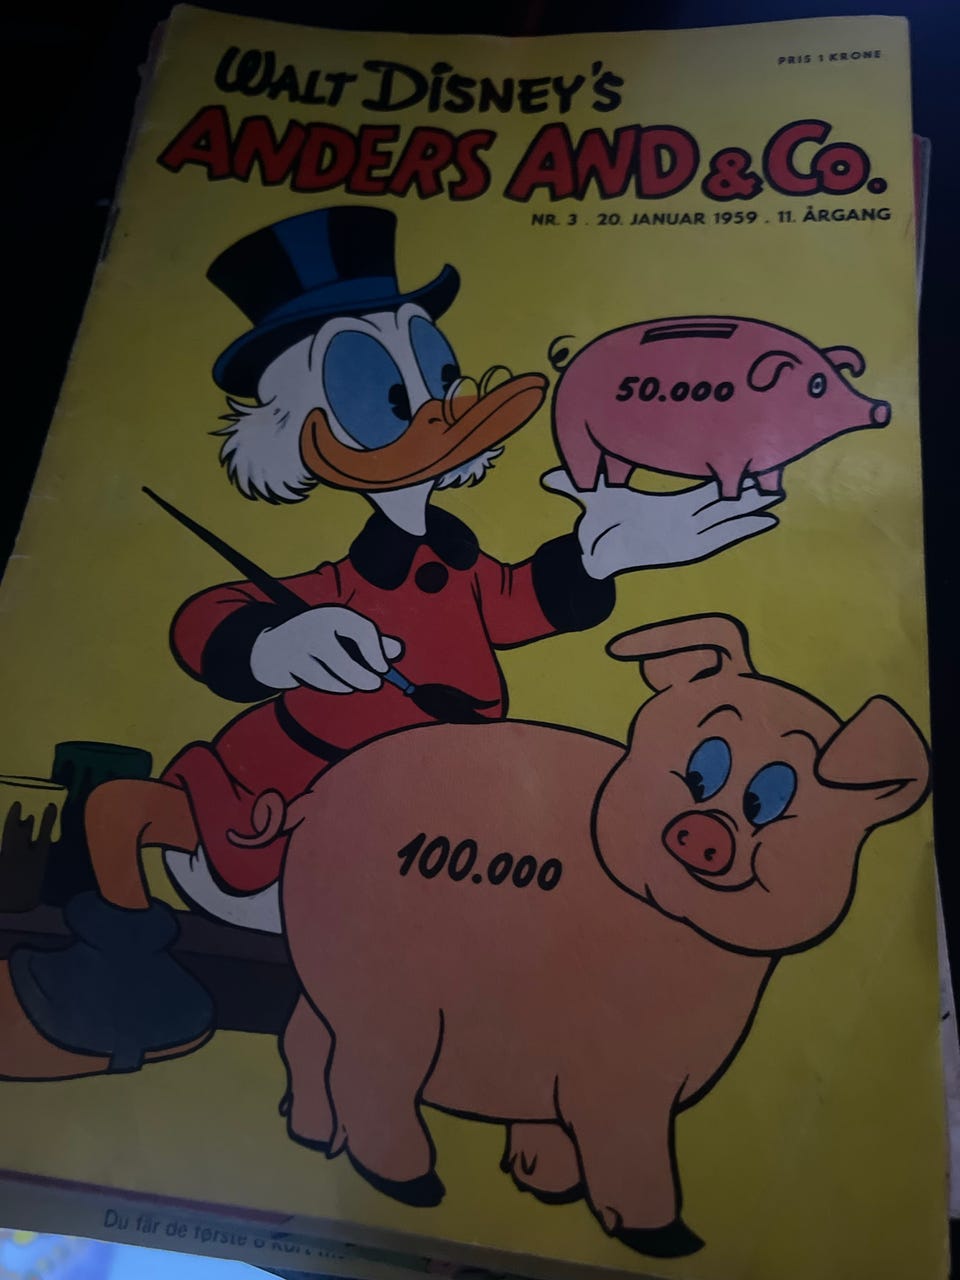 PRIS 1 KRONE
WALT DISNEY'S
ANDERS AND & CO.
NR. 3 . 20. JANUAR 1959 . 11. ÅRGANG
50.000
100.000
Du får de første 8